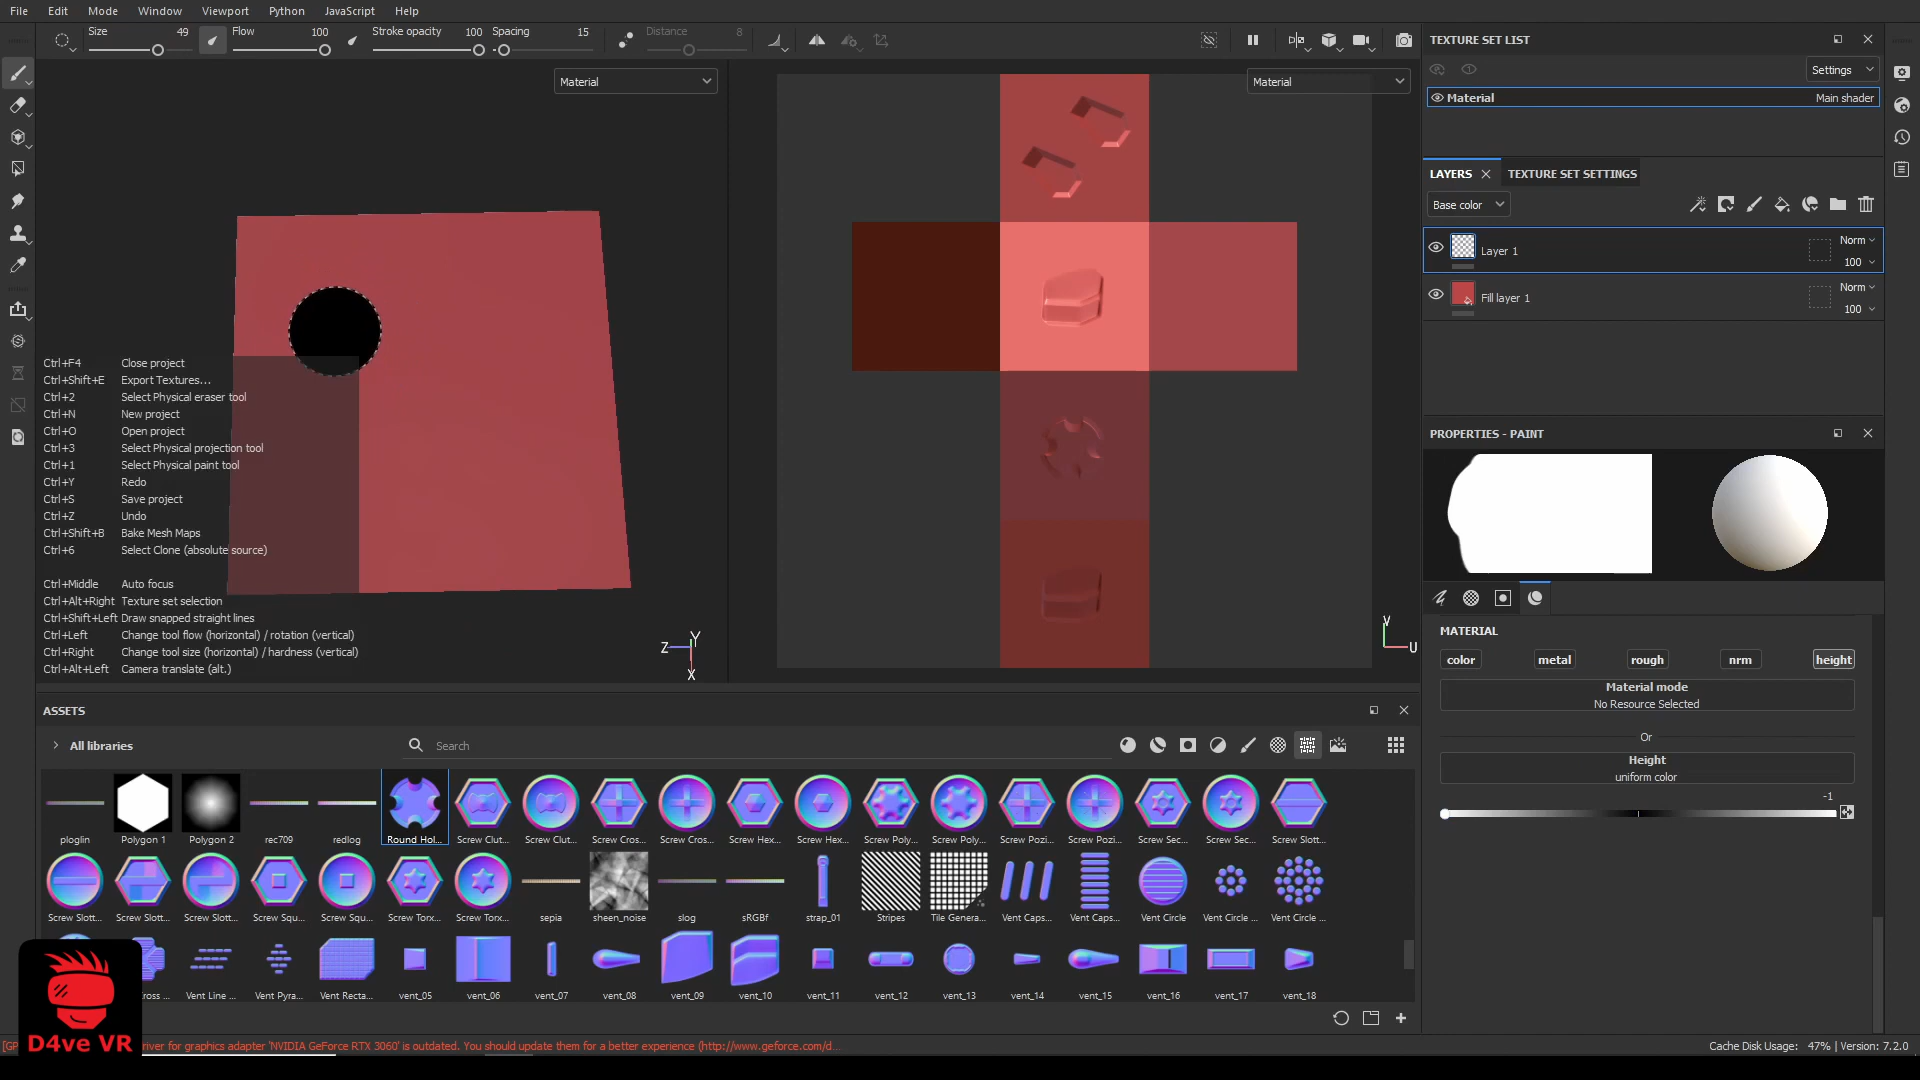 File Edit Mode Window Viewport Python JavaScript Help
Size 49 Flow 100 Stroke opacity 100 Spacing 15 Distance 8
Material
Material
Ctrl+F4 Close project
Ctrl+Shift+E Export Textures...
Ctrl+2 Select Physical eraser tool
Ctrl+N New project
Ctrl+O Open project
Ctrl+3 Select Physical projection tool
Ctrl+1 Select Physical paint tool
Ctrl+Y Redo
Ctrl+S Save project
Ctrl+Z Undo
Ctrl+Shift+B Bake Mesh Maps
Ctrl+6 Select Clone (absolute source)
Ctrl+Middle Auto focus
Ctrl+Alt+Right Texture set selection
Ctrl+Shift+Left Draw snapped straight lines
Ctrl+Left Change tool flow (horizontal) / rotation (vertical)
Ctrl+Right Change tool size (horizontal) / hardness (vertical)
Ctrl+Alt+Left Camera translate (alt.)
Y
Z
X
V
U
TEXTURE SET LIST
Settings
Material Main shader
LAYERS TEXTURE SET SETTINGS
Base color
Layer 1 Norm
100
Fill layer 1 Norm
100
PROPERTIES - PAINT
MATERIAL
color metal rough nrm height
Material mode
No Resource Selected
Or
Height
uniform color
-1
ASSETS
All libraries Search
ploglin Polygon 1 Polygon 2 rec709 redlog Round Hol... Screw Clut... Screw Clut... Screw Cros... Screw Cros... Screw Hex... Screw Hex... Screw Poly... Screw Poly... Screw Pozi... Screw Pozi... Screw Sec... Screw Sec... Screw Slott...
Screw Slott... Screw Slott... Screw Slott... Screw Squ... Screw Squ... Screw Torx... Screw Torx... sepia sheen_noise slog sRGBf strap_01 Stripes Tile Genera... Vent Caps... Vent Caps... Vent Circle Vent Circle ... Vent Circle ...
ross ... Vent Line ... Vent Pyra... Vent Recta... vent_05 vent_06 vent_07 vent_08 vent_09 vent_10 vent_11 vent_12 vent_13 vent_14 vent_15 vent_16 vent_17 vent_18
D4ve VR
[GP river for graphics adapter 'NVIDIA GeForce RTX 3060' is outdated. You should update them for a better experience (http://www.geforce.com/d...
Cache Disk Usage: 47% | Version: 7.2.0